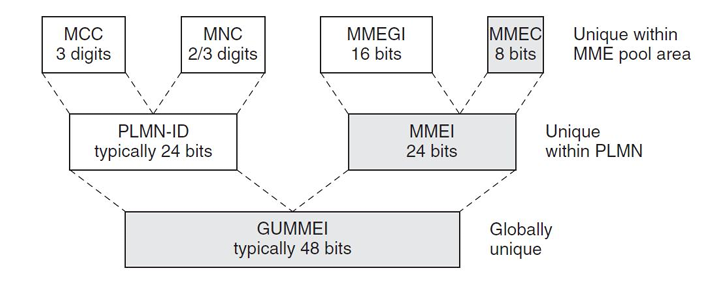 MCC
3 digits
MNC
2/3 digits
MMEGI
16 bits
MMEC
8 bits
Unique within
MME pool area
PLMN-ID
typically 24 bits
MMEI
24 bits
Unique
within PLMN
GUMMEI
typically 48 bits
Globally
unique